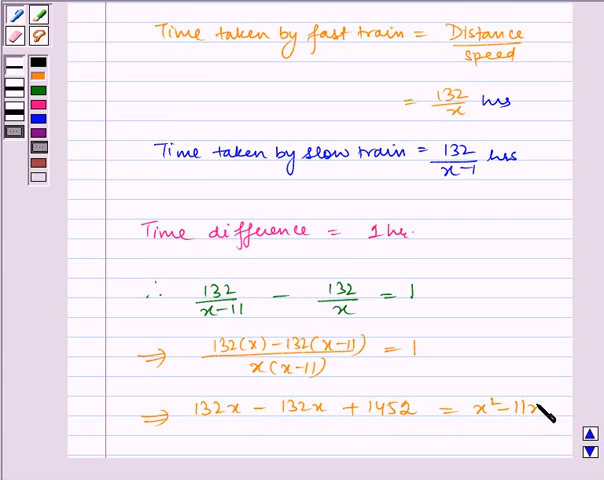 Time taken by fast train = Distance / speed
= 132/x hrs
Time taken by slow train = 132/x-1 hrs
Time difference = 1 hr.
∴ 132/x-11 - 132/x = 1
⇒ 132(x) - 132(x-11) / x(x-11) = 1
⇒ 132x - 132x + 1452 = x² - 11x